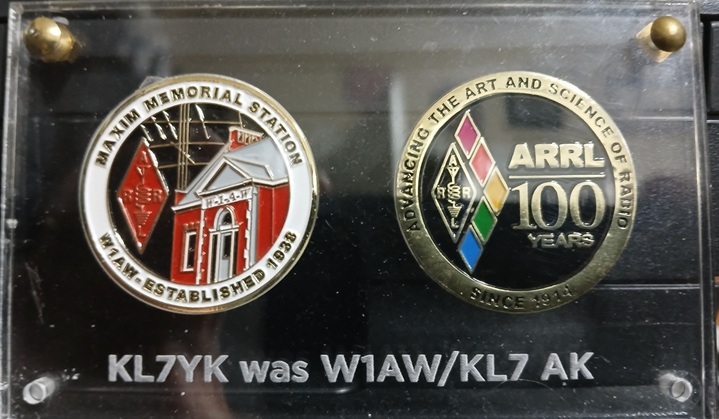 MAXIM MEMORIAL STATION
A
R R
L
W-1-A-W
W1AW-ESTABLISHED 1938
ADVANCING THE ART AND SCIENCE OF RADIO
A
R R
L
ARRL
100
YEARS
SINCE 1914
KL7YK was W1AW/KL7 AK